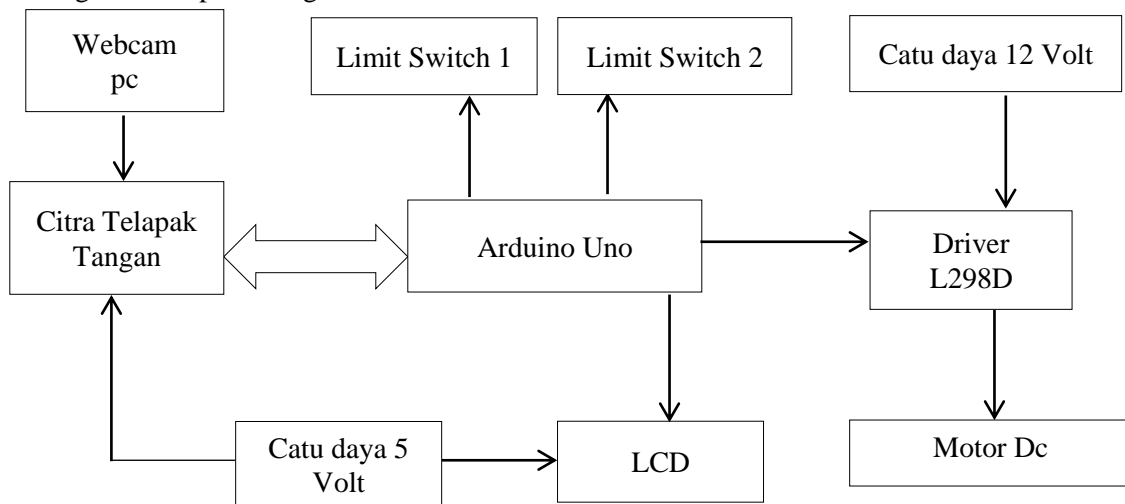 Webcam
pc
Limit Switch 1
Limit Switch 2
Catu daya 12 Volt
Citra Telapak
Tangan
Arduino Uno
Driver
L298D
Catu daya 5
Volt
LCD
Motor Dc